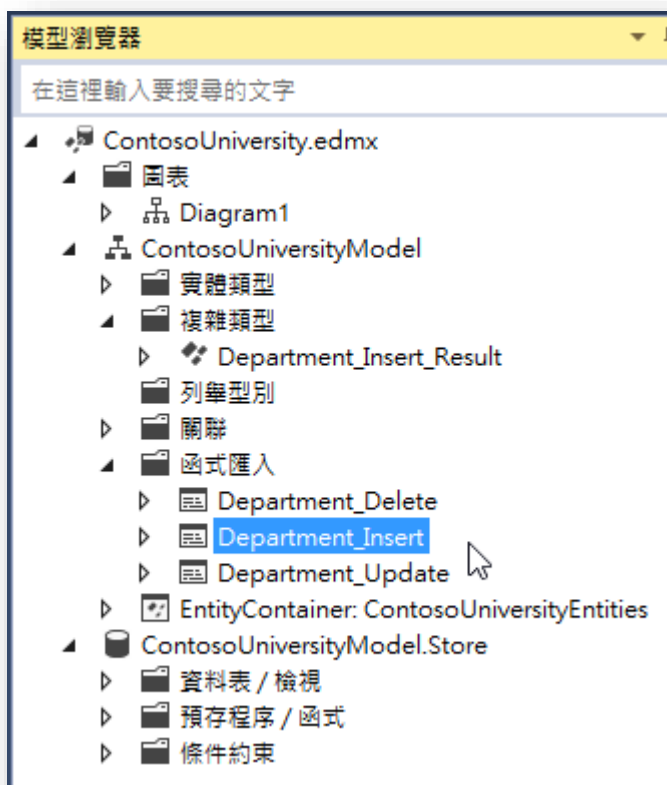 模型瀏覽器
在這裡輸入要搜尋的文字
ContosoUniversity.edmx
圖表
Diagram1
ContosoUniversityModel
實體類型
複雜類型
Department_Insert_Result
列舉型別
關聯
函式匯入
Department_Delete
Department_Insert
Department_Update
EntityContainer: ContosoUniversityEntities
ContosoUniversityModel.Store
資料表 / 檢視
預存程序 / 函式
條件約束